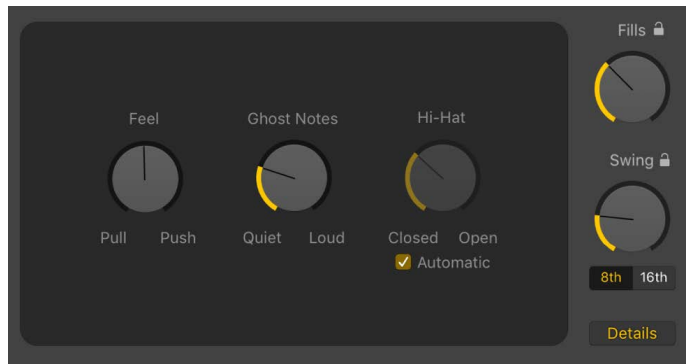 Fills
Feel
Ghost Notes
Hi-Hat
Pull
Push
Quiet
Loud
Closed
Open
Automatic
Swing
8th
16th
Details